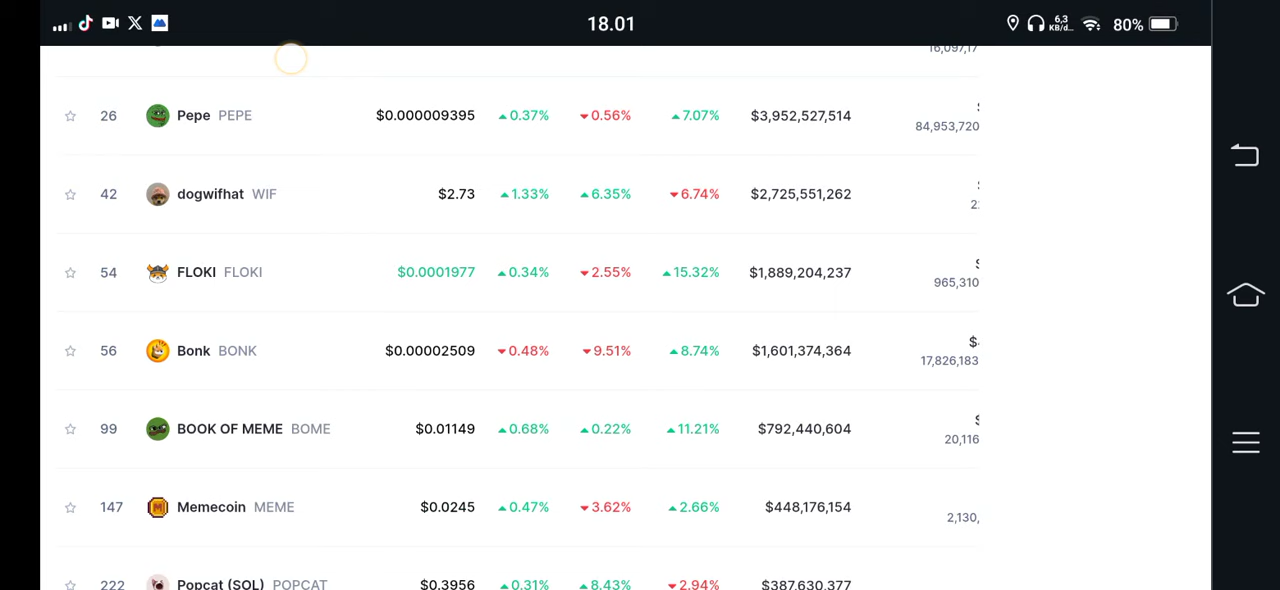 18.01
6,3
KB/d...
80%
16,097,17
26 Pepe PEPE $0.000009395 0.37% 0.56% 7.07% $3,952,527,514
84,953,720
42 dogwifhat WIF $2.73 1.33% 6.35% 6.74% $2,725,551,262
54 FLOKI FLOKI $0.0001977 0.34% 2.55% 15.32% $1,889,204,237
965,310
56 Bonk BONK $0.00002509 0.48% 9.51% 8.74% $1,601,374,364
17,826,183
99 BOOK OF MEME BOME $0.01149 0.68% 0.22% 11.21% $792,440,604
20,116
147 Memecoin MEME $0.0245 0.47% 3.62% 2.66% $448,176,154
2,130,
222 Popcat (SOL) POPCAT $0.3956 0.31% 8.43% 2.94% $387,630,377